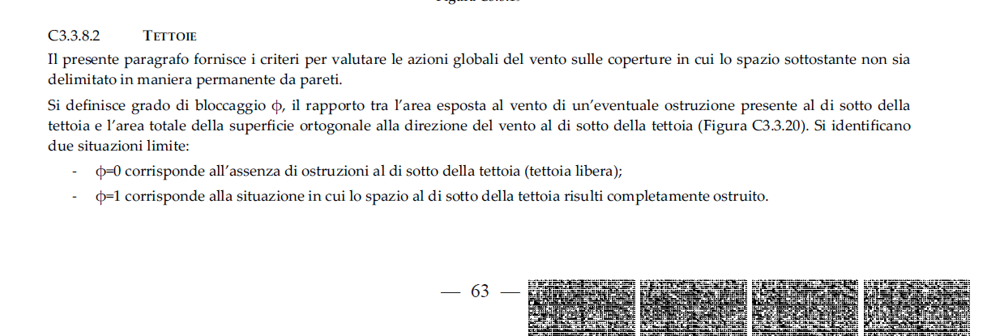 C3.3.8.2 TETTOIE
Il presente paragrafo fornisce i criteri per valutare le azioni globali del vento sulle coperture in cui lo spazio sottostante non sia
delimitato in maniera permanente da pareti.
Si definisce grado di bloccaggio ϕ, il rapporto tra l’area esposta al vento di un’eventuale ostruzione presente al di sotto della
tettoia e l’area totale della superficie ortogonale alla direzione del vento al di sotto della tettoia (Figura C3.3.20). Si identificano
due situazioni limite:
- ϕ=0 corrisponde all’assenza di ostruzioni al di sotto della tettoia (tettoia libera);
- ϕ=1 corrisponde alla situazione in cui lo spazio al di sotto della tettoia risulti completamente ostruito.
— 63 —